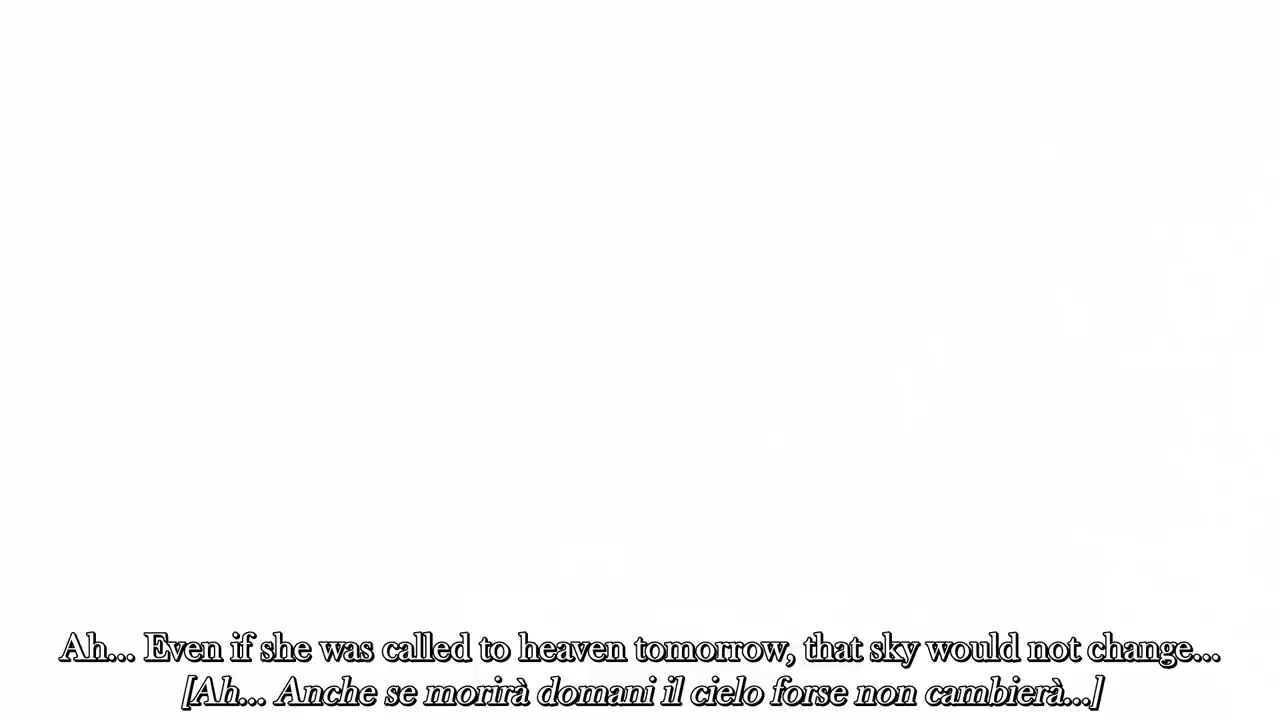 Ah... Even if she was called to heaven tomorrow, that sky would not change...
[Ah... Anche se morirà domani il cielo forse non cambierà...]